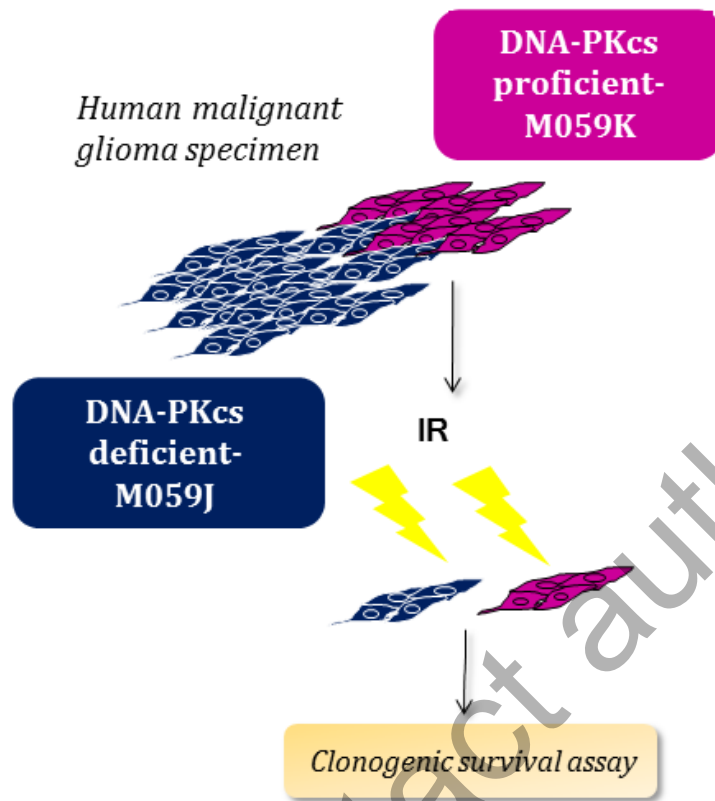 DNA-PKcs
proficient-
M059K
Human malignant
glioma specimen
DNA-PKcs
deficient-
M059J
IR
Clonogenic survival assay